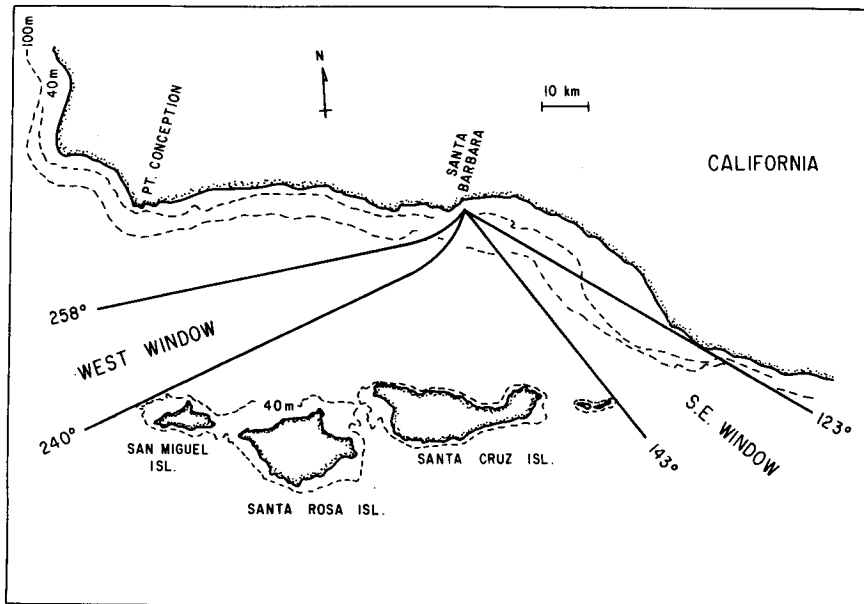 100m
40m
N
10 km
PT. CONCEPTION
SANTA
BARBARA
CALIFORNIA
258°
WEST WINDOW
240°
40m
SAN MIGUEL
ISL.
SANTA ROSA ISL.
SANTA CRUZ ISL.
S.E. WINDOW
123°
143°